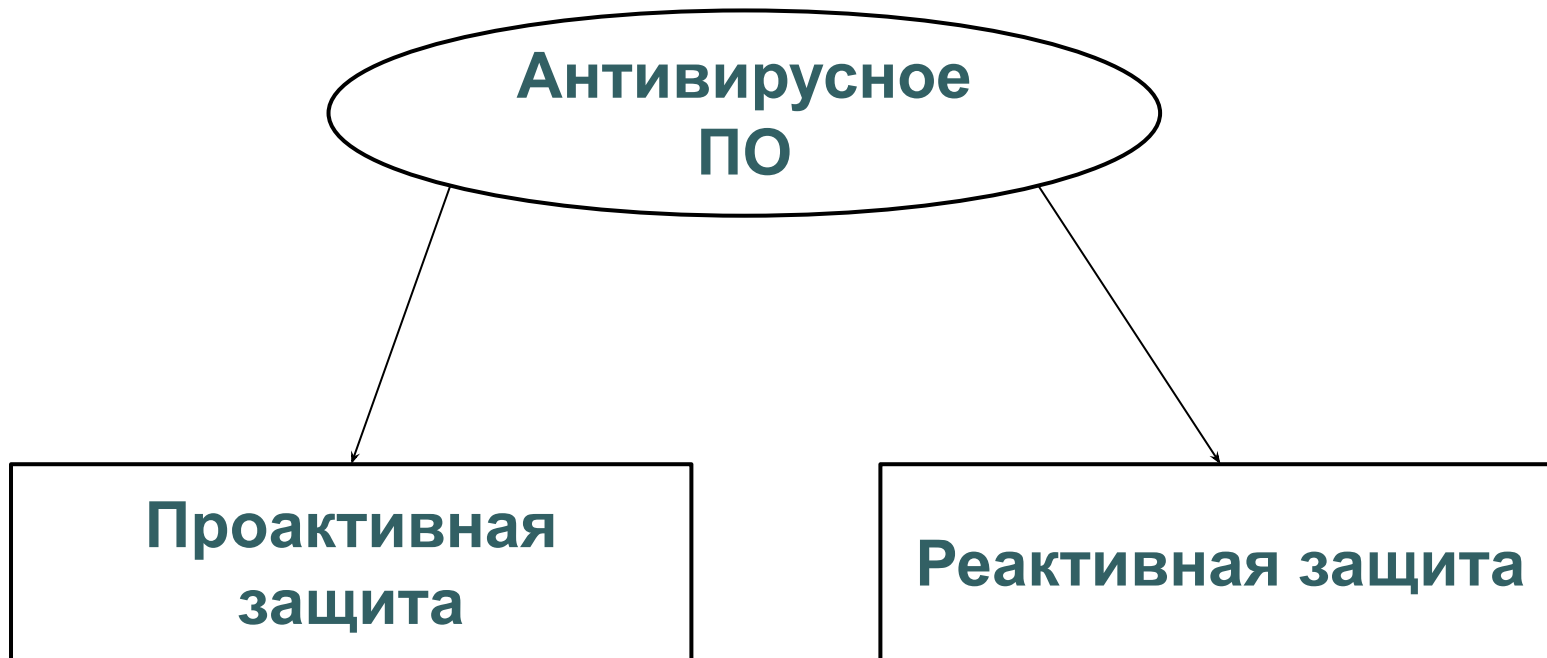 Антивирусное
ПО
Проактивная
защита
Реактивная защита